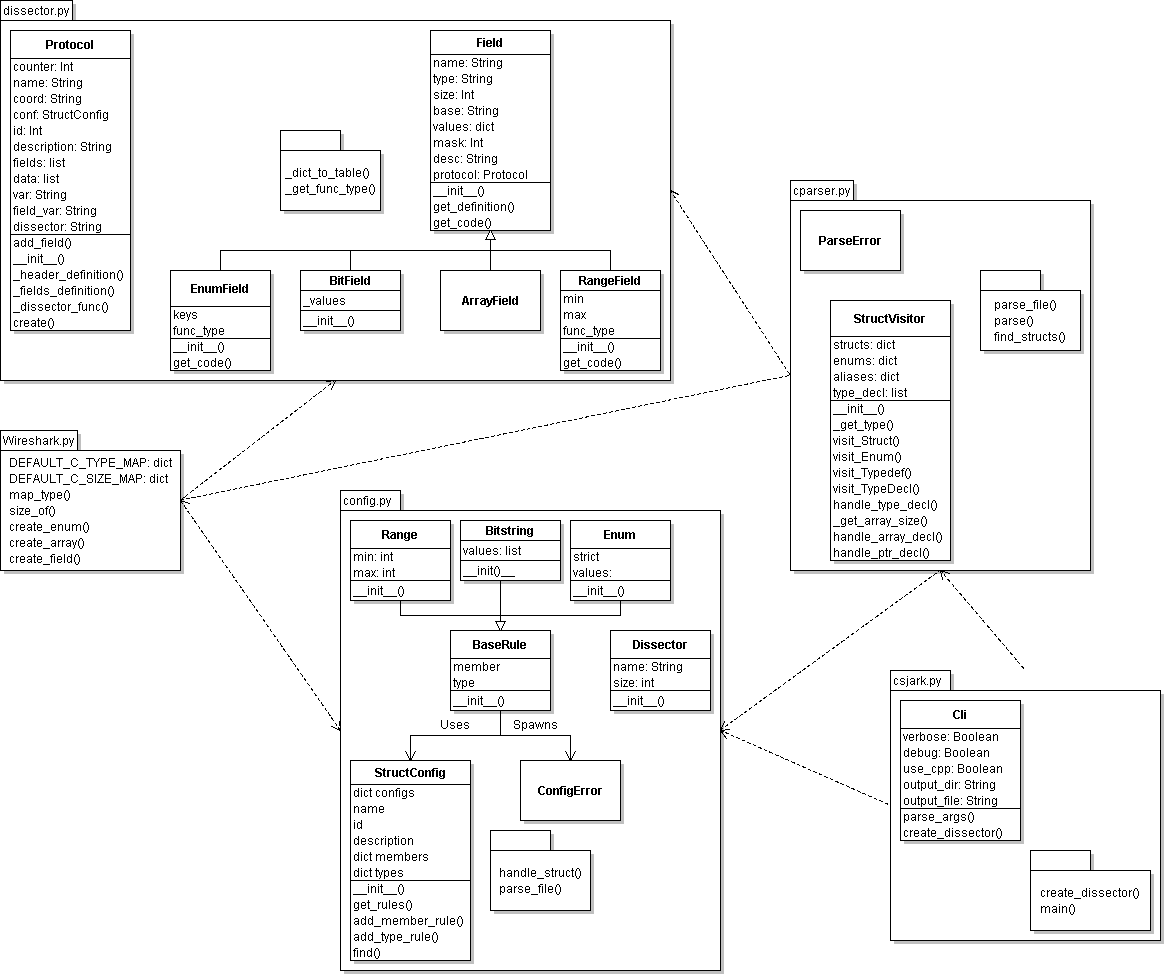 dissector.py
Protocol
counter: Int
name: String
coord: String
conf: StructConfig
id: Int
description: String
fields: list
data: list
var: String
field_var: String
dissector: String
add_field()
__init__()
_header_definition()
_fields_definition()
_dissector_func()
create()
_dict_to_table()
_get_func_type()
Field
name: String
type: String
size: Int
base: String
values: dict
mask: Int
desc: String
protocol: Protocol
__init__()
get_definition()
get_code()
EnumField
keys
func_type
__init__()
get_code()
BitField
_values
__init__()
ArrayField
RangeField
min
max
func_type
__init__()
get_code()
cparser.py
ParseError
parse_file()
parse()
find_structs()
StructVisitor
structs: dict
enums: dict
aliases: dict
type_decl: list
__init__()
_get_type()
visit_Struct()
visit_Enum()
visit_Typedef()
visit_TypeDecl()
handle_type_decl()
_get_array_size()
handle_array_decl()
handle_ptr_decl()
Wireshark.py
DEFAULT_C_TYPE_MAP: dict
DEFAULT_C_SIZE_MAP: dict
map_type()
size_of()
create_enum()
create_array()
create_field()
config.py
Range
min: int
max: int
__init__()
Bitstring
values: list
__init()__
Enum
strict
values:
__init__()
BaseRule
member
type
__init__()
Dissector
name: String
size: int
__init__()
Uses
Spawns
StructConfig
dict configs
name
id
description
dict members
dict types
__init__()
get_rules()
add_member_rule()
add_type_rule()
find()
ConfigError
handle_struct()
parse_file()
csjark.py
Cli
verbose: Boolean
debug: Boolean
use_cpp: Boolean
output_dir: String
output_file: String
parse_args()
create_dissector()
create_dissector()
main()